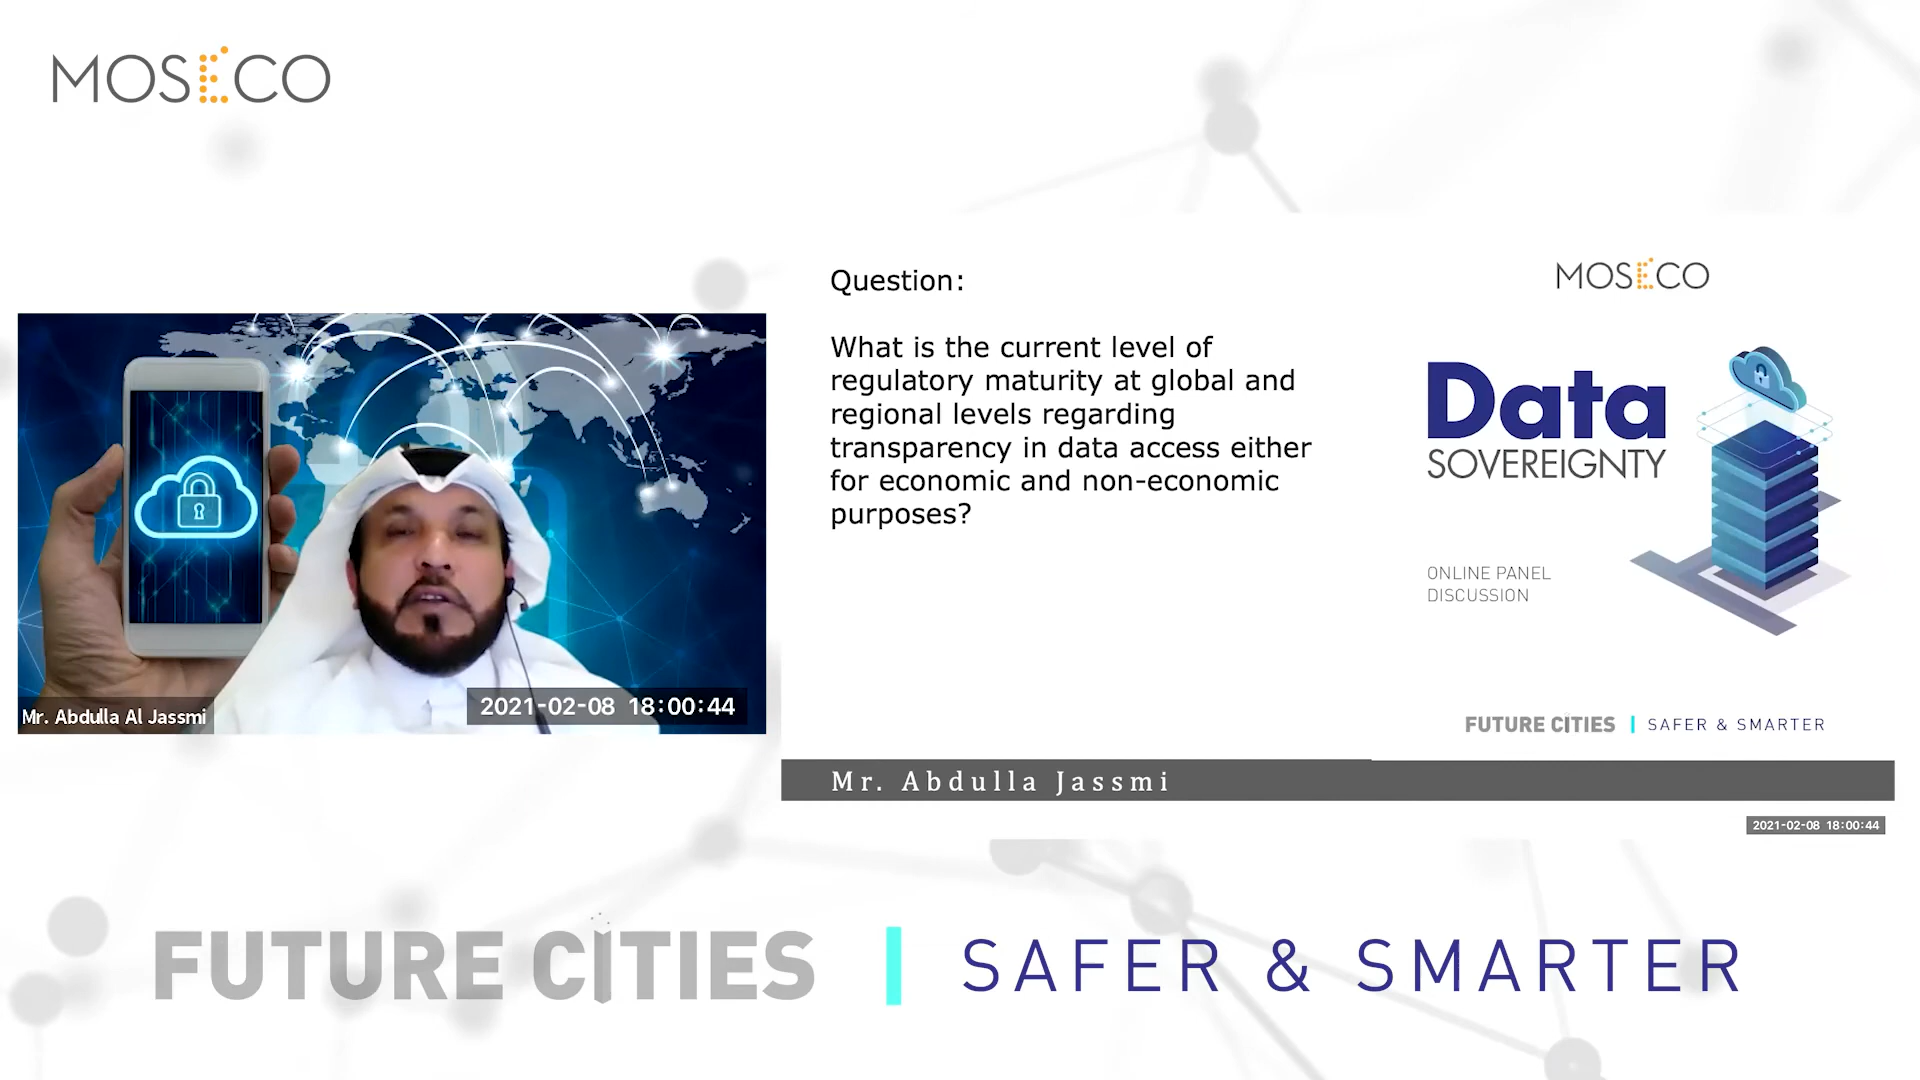 MOSECO
Question:
What is the current level of
regulatory maturity at global and
regional levels regarding
transparency in data access either
for economic and non-economic
purposes?
MOSECO
Data
SOVEREIGNTY
ONLINE PANEL
DISCUSSION
FUTURE CITIES | SAFER & SMARTER
Mr. Abdulla Al Jassmi
2021-02-08 18:00:44
Mr. Abdulla Jassmi
2021-02-08 18:00:44
FUTURE CITIES | SAFER & SMARTER